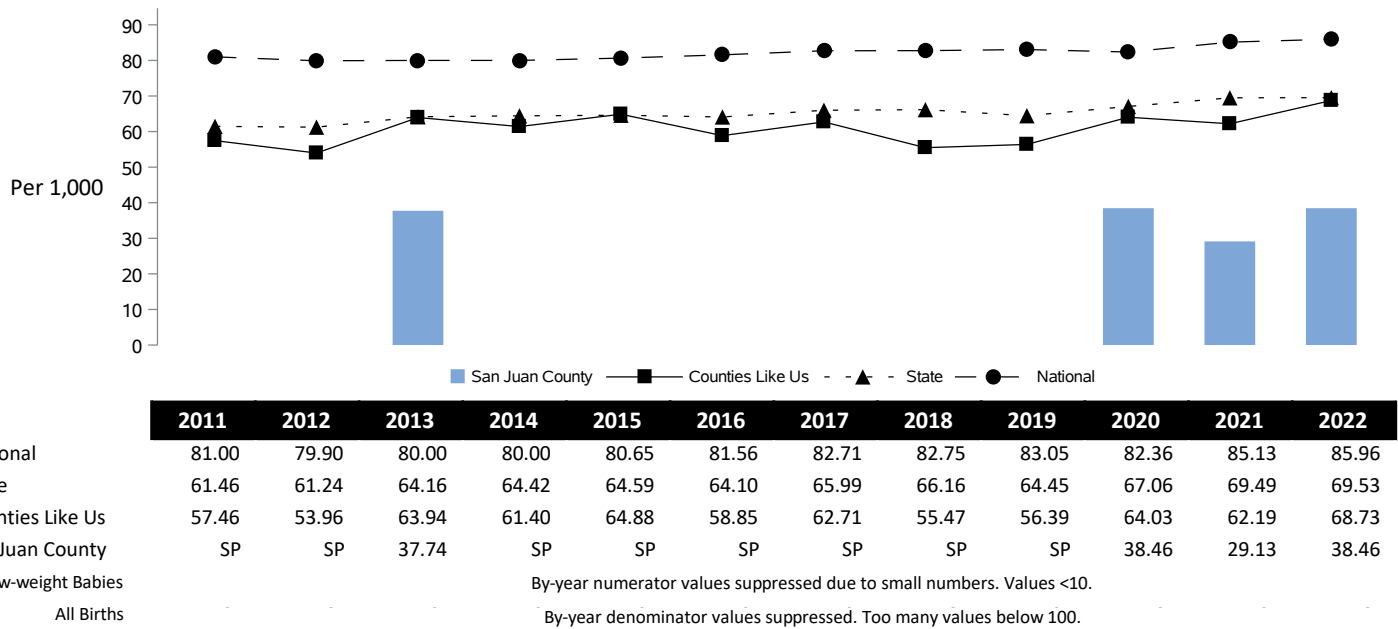 90
80
70
60
50
40
30
20
10
0
Per 1,000
San Juan County Counties Like Us State National
2011 2012 2013 2014 2015 2016 2017 2018 2019 2020 2021 2022
onal 81.00 79.90 80.00 80.00 80.65 81.56 82.71 82.75 83.05 82.36 85.13 85.96
e 61.46 61.24 64.16 64.42 64.59 64.10 65.99 66.16 64.45 67.06 69.49 69.53
nties Like Us 57.46 53.96 63.94 61.40 64.88 58.85 62.71 55.47 56.39 64.03 62.19 68.73
Juan County SP SP 37.74 SP SP SP SP SP SP 38.46 29.13 38.46
w-weight Babies By-year numerator values suppressed due to small numbers. Values <10.
All Births By-year denominator values suppressed. Too many values below 100.